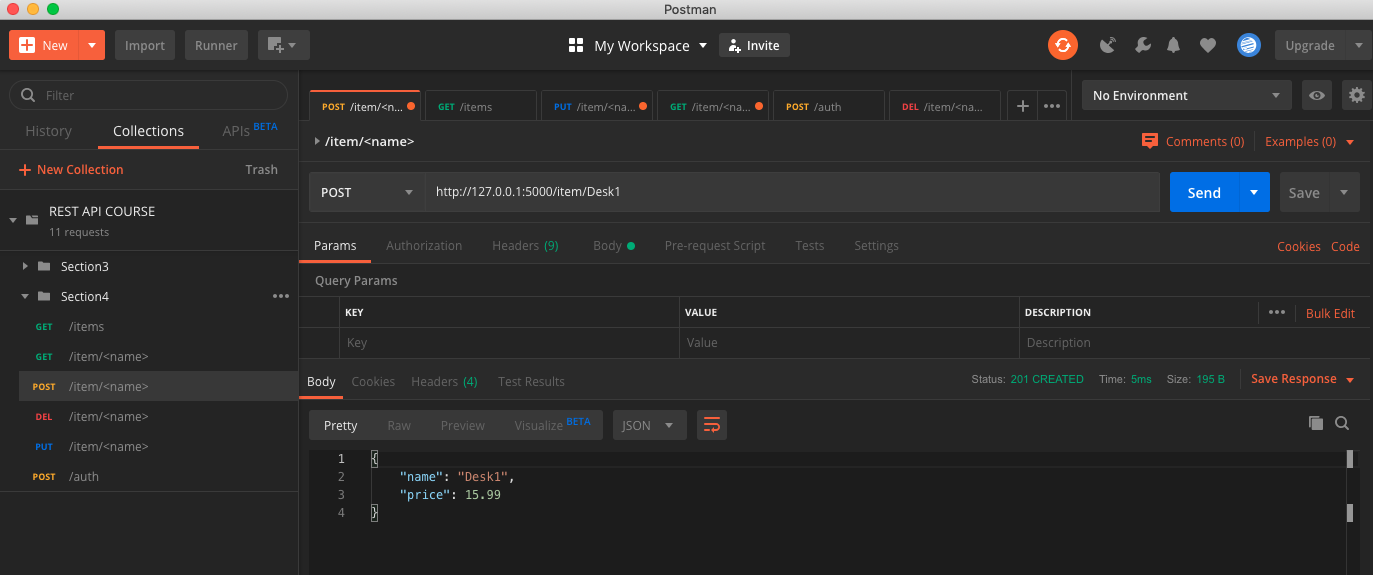 Postman
New
Import
Runner
My Workspace
Invite
Upgrade
Filter
History
Collections
APIs BETA
New Collection
Trash
REST API COURSE
11 requests
Section3
Section4
GET /items
GET /item/<name>
POST /item/<name>
DEL /item/<name>
PUT /item/<name>
POST /auth
POST /item/<n...
GET /items
PUT /item/<na...
GET /item/<na...
POST /auth
DEL /item/<na...
No Environment
/item/<name>
Comments (0)
Examples (0)
POST
http://127.0.0.1:5000/item/Desk1
Send
Save
Params
Authorization
Headers (9)
Body
Pre-request Script
Tests
Settings
Cookies
Code
Query Params
KEY
VALUE
DESCRIPTION
Bulk Edit
Key
Value
Description
Body
Cookies
Headers (4)
Test Results
Status: 201 CREATED
Time: 5ms
Size: 195 B
Save Response
Pretty
Raw
Preview
Visualize BETA
JSON
1 {
2 "name": "Desk1",
3 "price": 15.99
4 }